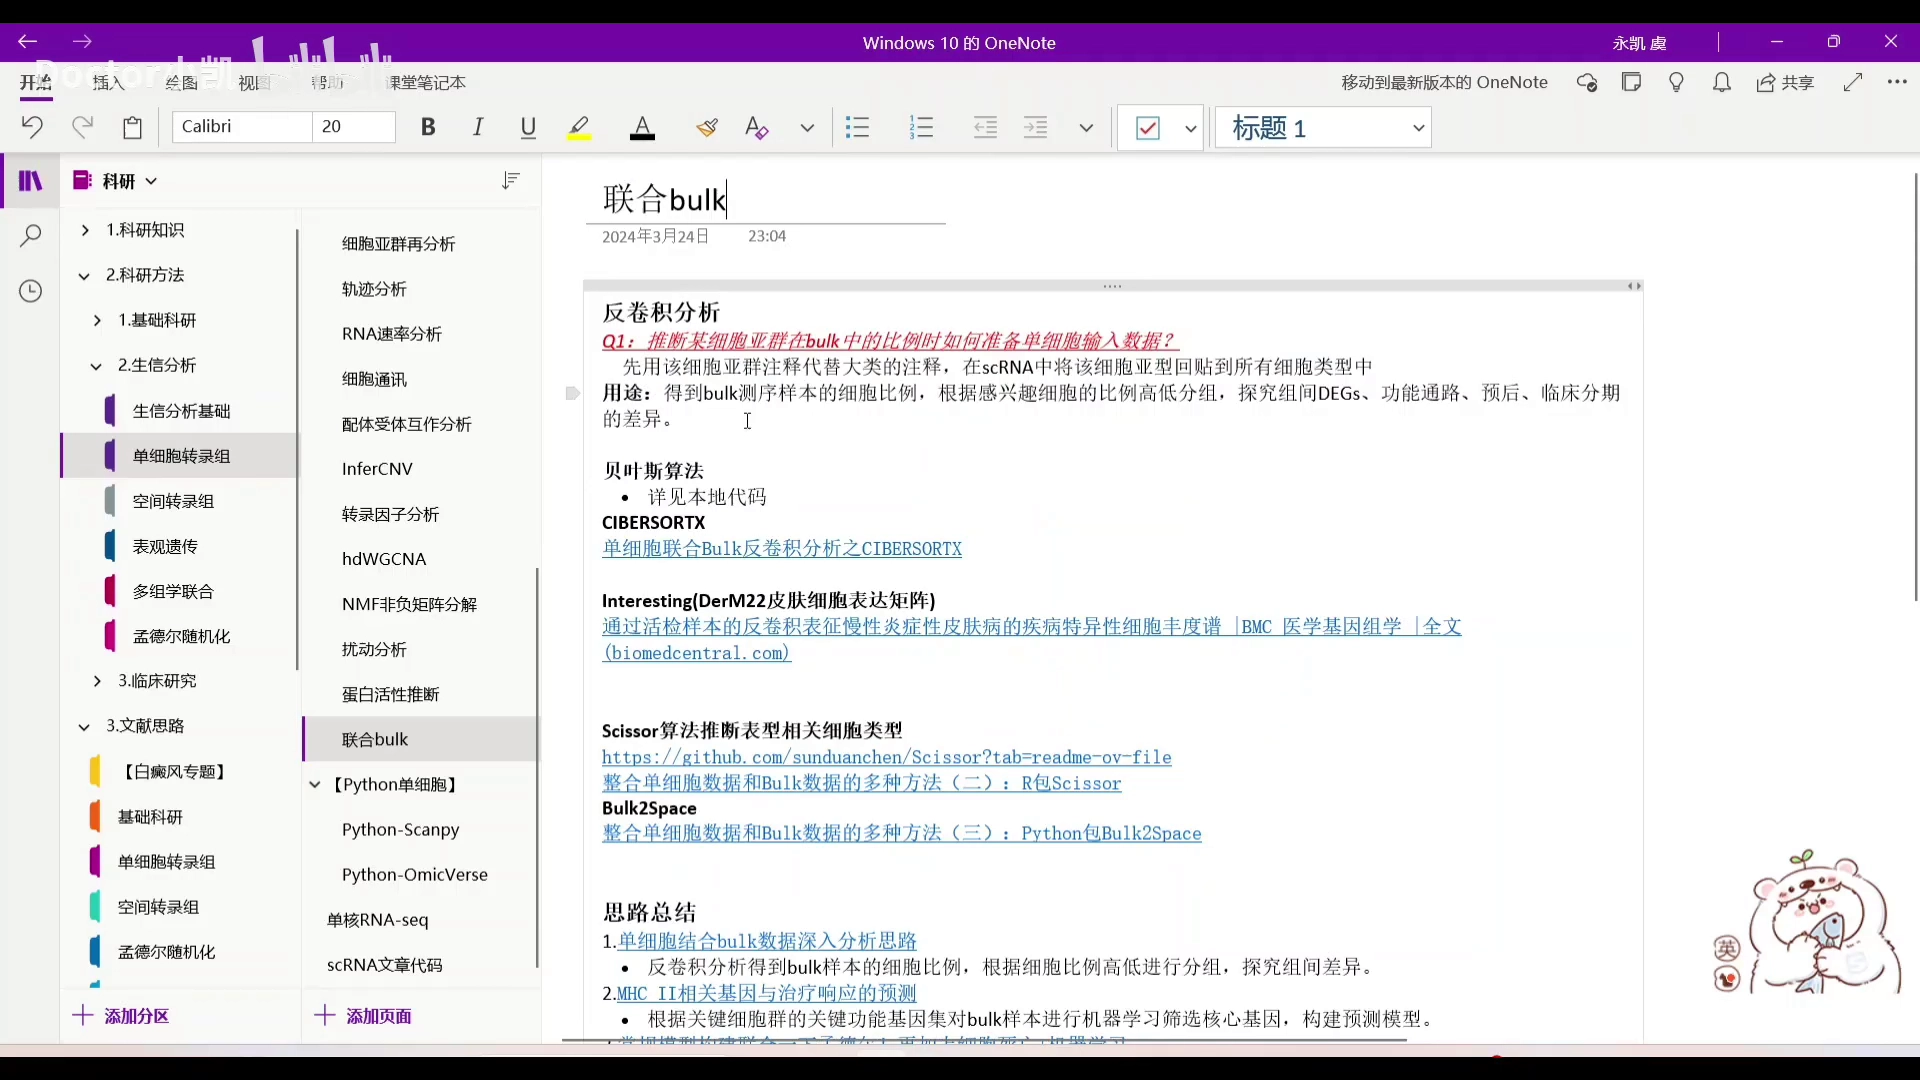 Windows 10 的 OneNote
永凯 虞
Doctor小凯
开始
插入
绘图
视图
帮助
课堂笔记本
移动到最新版本的 OneNote
共享
Calibri
20
B
I
U
A
标题 1
科研
1.科研知识
2.科研方法
1.基础科研
2.生信分析
生信分析基础
单细胞转录组
空间转录组
表观遗传
多组学联合
孟德尔随机化
3.临床研究
3.文献思路
【白癜风专题】
基础科研
单细胞转录组
空间转录组
孟德尔随机化
添加分区
细胞亚群再分析
轨迹分析
RNA速率分析
细胞通讯
配体受体互作分析
InferCNV
转录因子分析
hdWGCNA
NMF非负矩阵分解
扰动分析
蛋白活性推断
联合bulk
【Python单细胞】
Python-Scanpy
Python-OmicVerse
单核RNA-seq
scRNA文章代码
添加页面
联合bulk
2024年3月24日 23:04
反卷积分析
Q1：推断某细胞亚群在bulk中的比例时如何准备单细胞输入数据？
先用该细胞亚群注释代替大类的注释，在scRNA中将该细胞亚型回贴到所有细胞类型中
用途：得到bulk测序样本的细胞比例，根据感兴趣细胞的比例高低分组，探究组间DEGs、功能通路、预后、临床分期
的差异。
贝叶斯算法
• 详见本地代码
CIBERSORTX
单细胞联合Bulk反卷积分析之CIBERSORTX
Interesting(DerM22皮肤细胞表达矩阵)
通过活检样本的反卷积表征慢性炎症性皮肤病的疾病特异性细胞丰度谱 |BMC 医学基因组学 |全文
(biomedcentral.com)
Scissor算法推断表型相关细胞类型
https://github.com/sunduanchen/Scissor?tab=readme-ov-file
整合单细胞数据和Bulk数据的多种方法（二）：R包Scissor
Bulk2Space
整合单细胞数据和Bulk数据的多种方法（三）：Python包Bulk2Space
思路总结
1.单细胞结合bulk数据深入分析思路
• 反卷积分析得到bulk样本的细胞比例，根据细胞比例高低进行分组，探究组间差异。
2.MHC II相关基因与治疗响应的预测
• 根据关键细胞群的关键功能基因集对bulk样本进行机器学习筛选核心基因，构建预测模型。
英